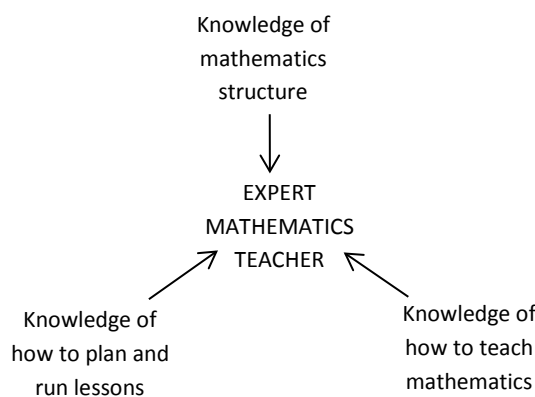 Knowledge of
mathematics
structure
EXPERT
MATHEMATICS
TEACHER
Knowledge of
how to plan and
run lessons
Knowledge of
how to teach
mathematics